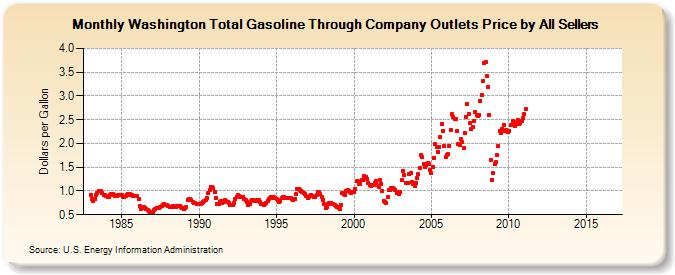 Monthly Washington Total Gasoline Through Company Outlets Price by All Sellers
Dollars per Gallon
4.0
3.5
3.0
2.5
2.0
1.5
1.0
0.5
1985 1990 1995 2000 2005 2010 2015
Source: U.S. Energy Information Administration